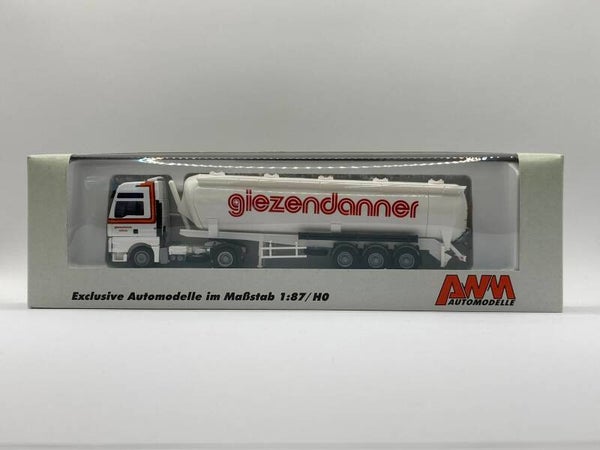 giezendanner
Exclusive Automodelle im Maßstab 1:87/H0
AWM
AUTOMODELLE